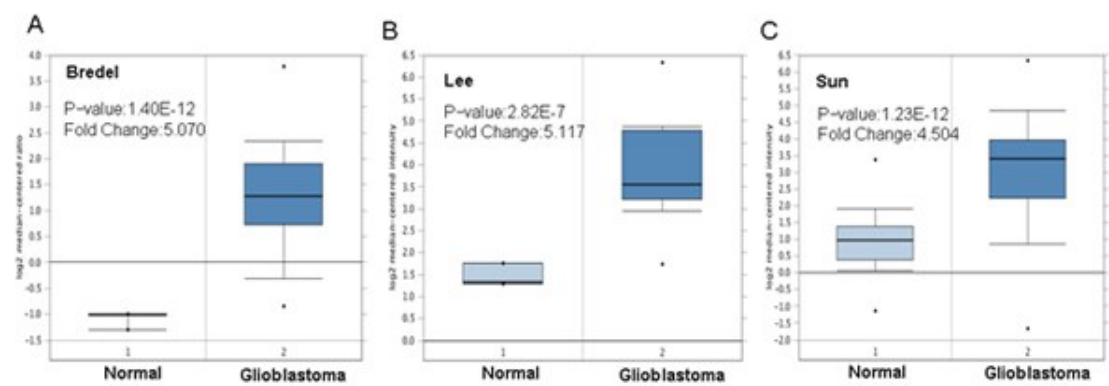 A
Bredel
P-value:1.40E-12
Fold Change:5.070
log2 median-centered ratio
4.0
3.5
3.0
2.5
2.0
1.5
1.0
0.5
0.0
-0.5
-1.0
-1.5
1
2
Normal
Glioblastoma
B
Lee
P-value:2.82E-7
Fold Change:5.117
log2 median-centered intensity
6.5
6.0
5.5
5.0
4.5
4.0
3.5
3.0
2.5
2.0
1.5
1.0
0.5
0.0
1
2
Normal
Glioblastoma
C
Sun
P-value:1.23E-12
Fold Change:4.504
log2 median-centered intensity
6.5
6.0
5.5
5.0
4.5
4.0
3.5
3.0
2.5
2.0
1.5
1.0
0.5
0.0
-0.5
-1.0
-1.5
-2.0
1
2
Normal
Glioblastoma